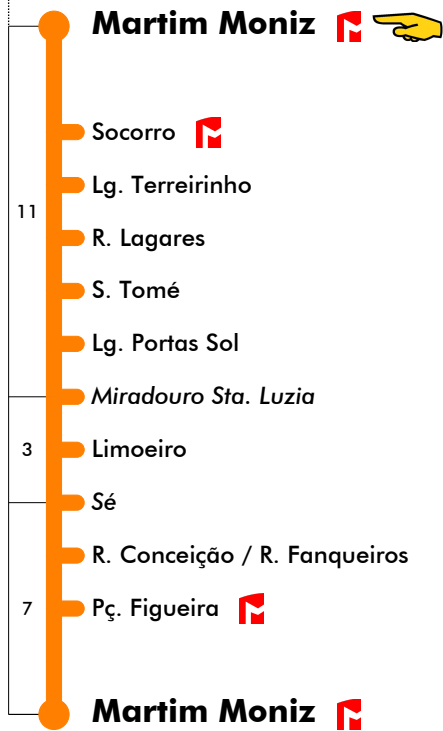 Martim Moniz
Socorro
Lg. Terreirinho
11
R. Lagares
S. Tomé
Lg. Portas Sol
Miradouro Sta. Luzia
3
Limoeiro
Sé
R. Conceição / R. Fanqueiros
7
Pç. Figueira
Martim Moniz